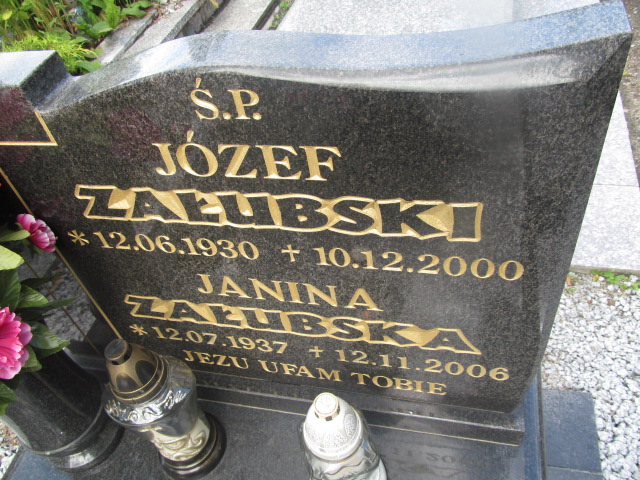 Ś.P.
JÓZEF
ZAŁUBSKI
* 12.06.1930 + 10.12.2000
JANINA
ZAŁUBSKA
* 12.07.1937 + 12.11.2006
JEZU UFAM TOBIE